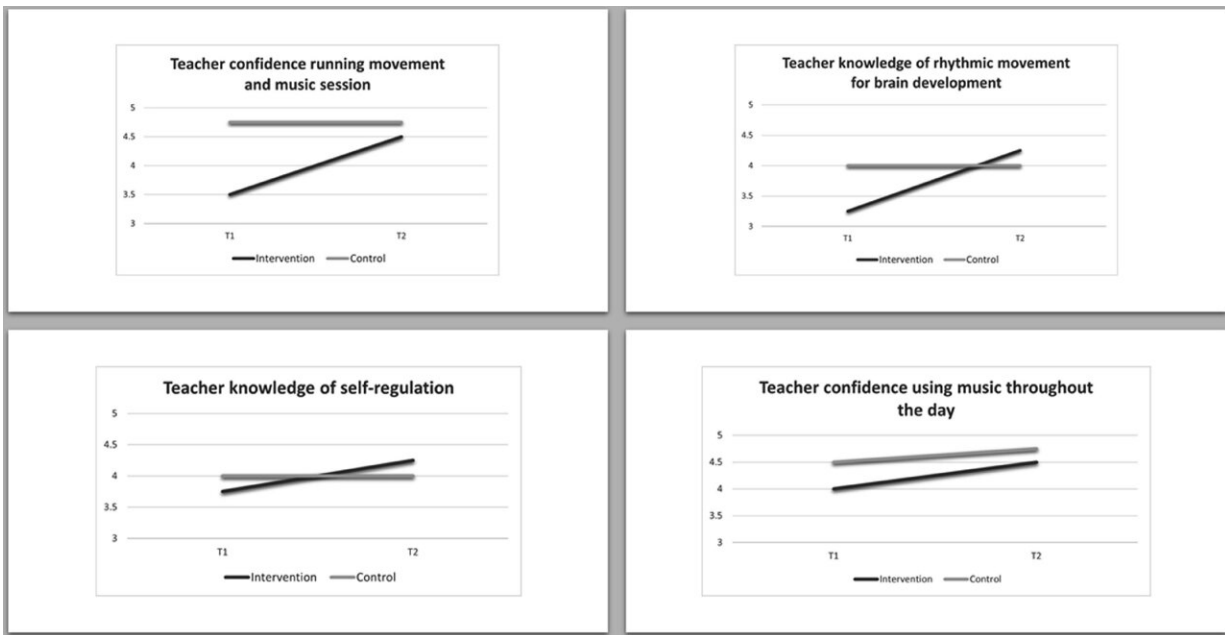 Teacher confidence running movement
and music session
5
4.5
4
3.5
3
T1 T2
Intervention Control
Teacher knowledge of rhythmic movement
for brain development
5
4.5
4
3.5
3
T1 T2
Intervention Control
Teacher knowledge of self-regulation
5
4.5
4
3.5
3
T1 T2
Intervention Control
Teacher confidence using music throughout
the day
5
4.5
4
3.5
3
T1 T2
Intervention Control